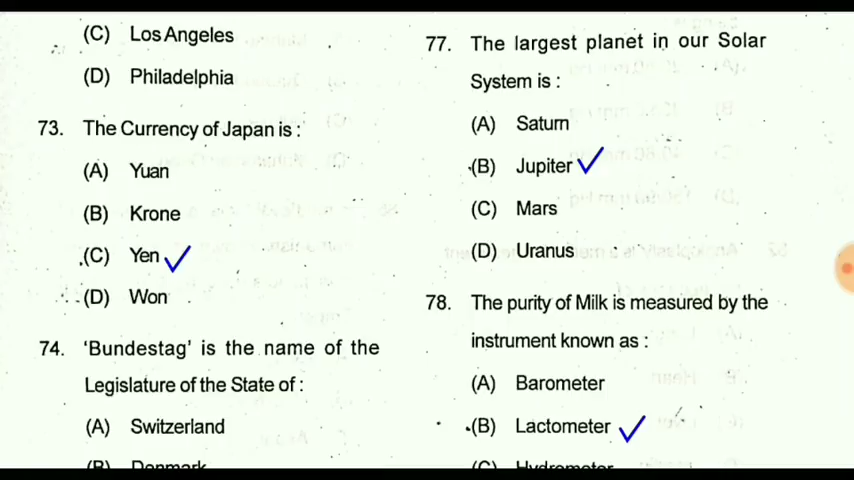 (C) Los Angeles
(D) Philadelphia
73. The Currency of Japan is :
(A) Yuan
(B) Krone
(C) Yen
(D) Won
74. 'Bundestag' is the name of the
Legislature of the State of :
(A) Switzerland
(B) Denmark
77. The largest planet in our Solar
System is :
(A) Saturn
(B) Jupiter
(C) Mars
(D) Uranus
78. The purity of Milk is measured by the
instrument known as :
(A) Barometer
(B) Lactometer
(C) Hydrometer